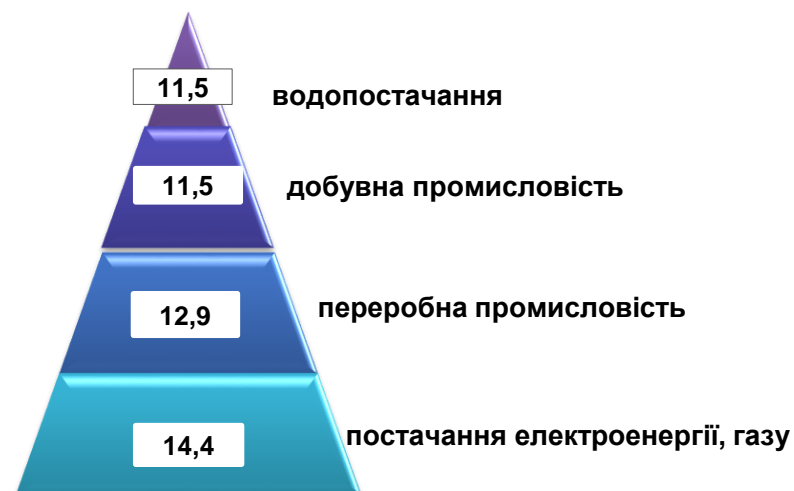 11,5 водопостачання
11,5 добувна промисловість
12,9 переробна промисловість
14,4 постачання електроенергії, газу